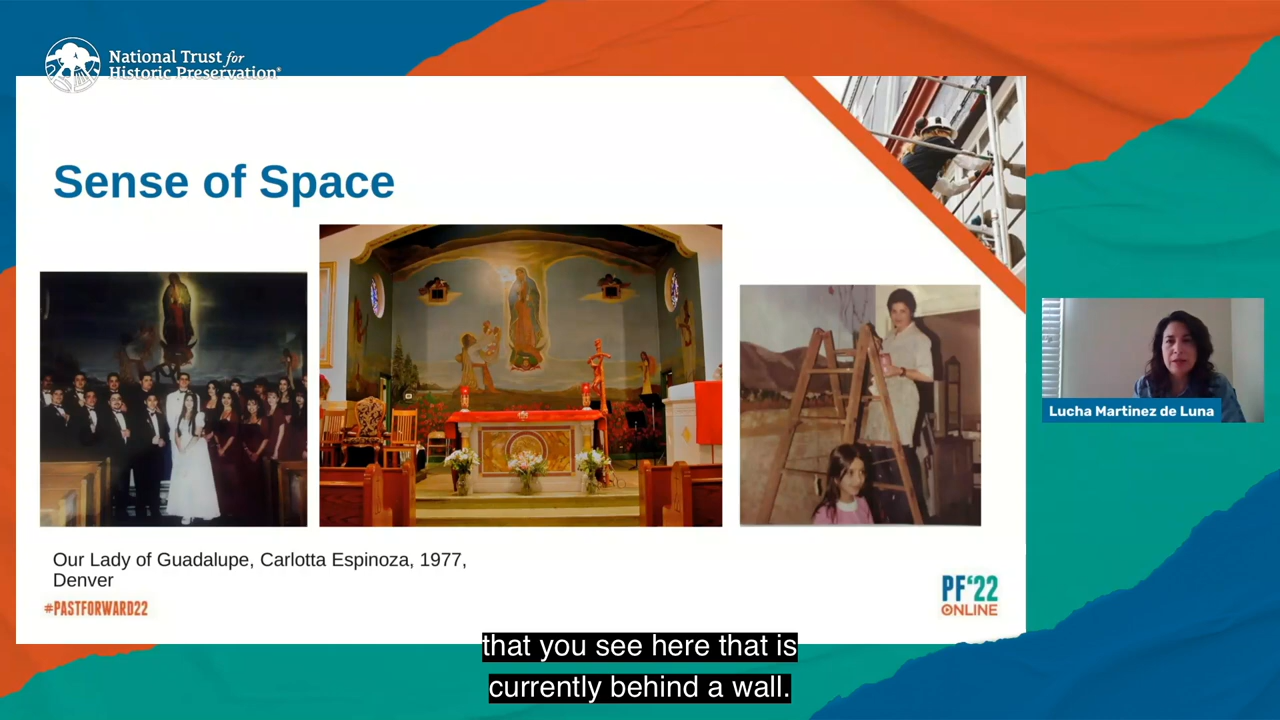 National Trust for
Historic Preservation®
Sense of Space
Lucha Martinez de Luna
Our Lady of Guadalupe, Carlotta Espinoza, 1977,
Denver
#PASTFORWARD22
PF'22
ONLINE
that you see here that is
currently behind a wall.